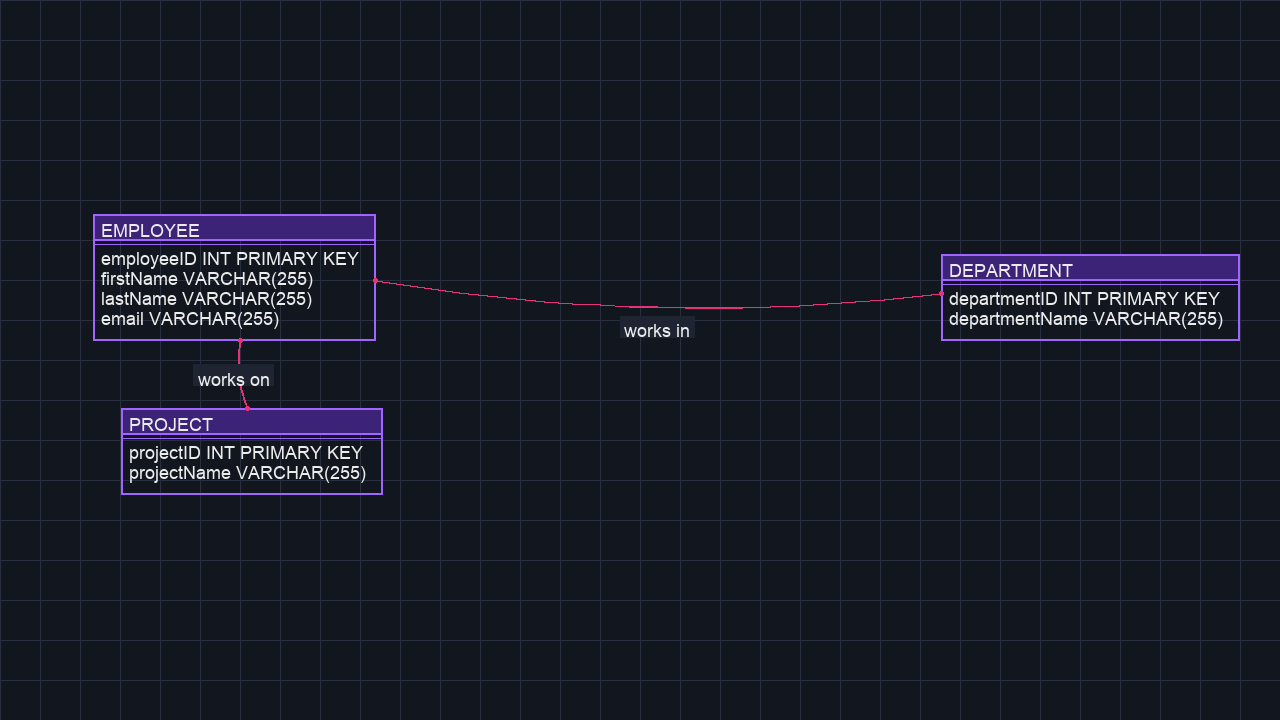 EMPLOYEE
employeeID INT PRIMARY KEY
firstName VARCHAR(255)
lastName VARCHAR(255)
email VARCHAR(255)
works in
DEPARTMENT
departmentID INT PRIMARY KEY
departmentName VARCHAR(255)
works on
PROJECT
projectID INT PRIMARY KEY
projectName VARCHAR(255)